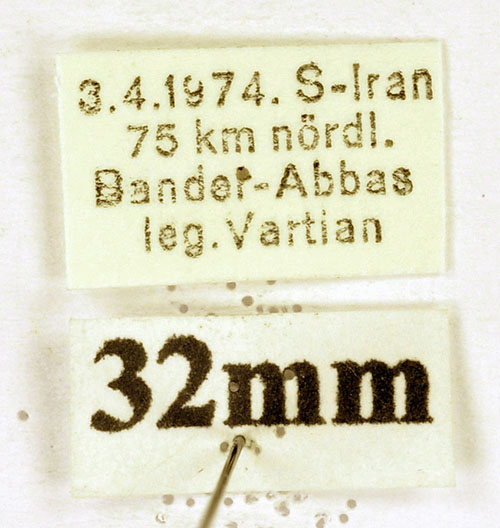 3.4.1974. S-Iran
75 km nördl.
Bander-Abbas
leg. Vartian
32mm